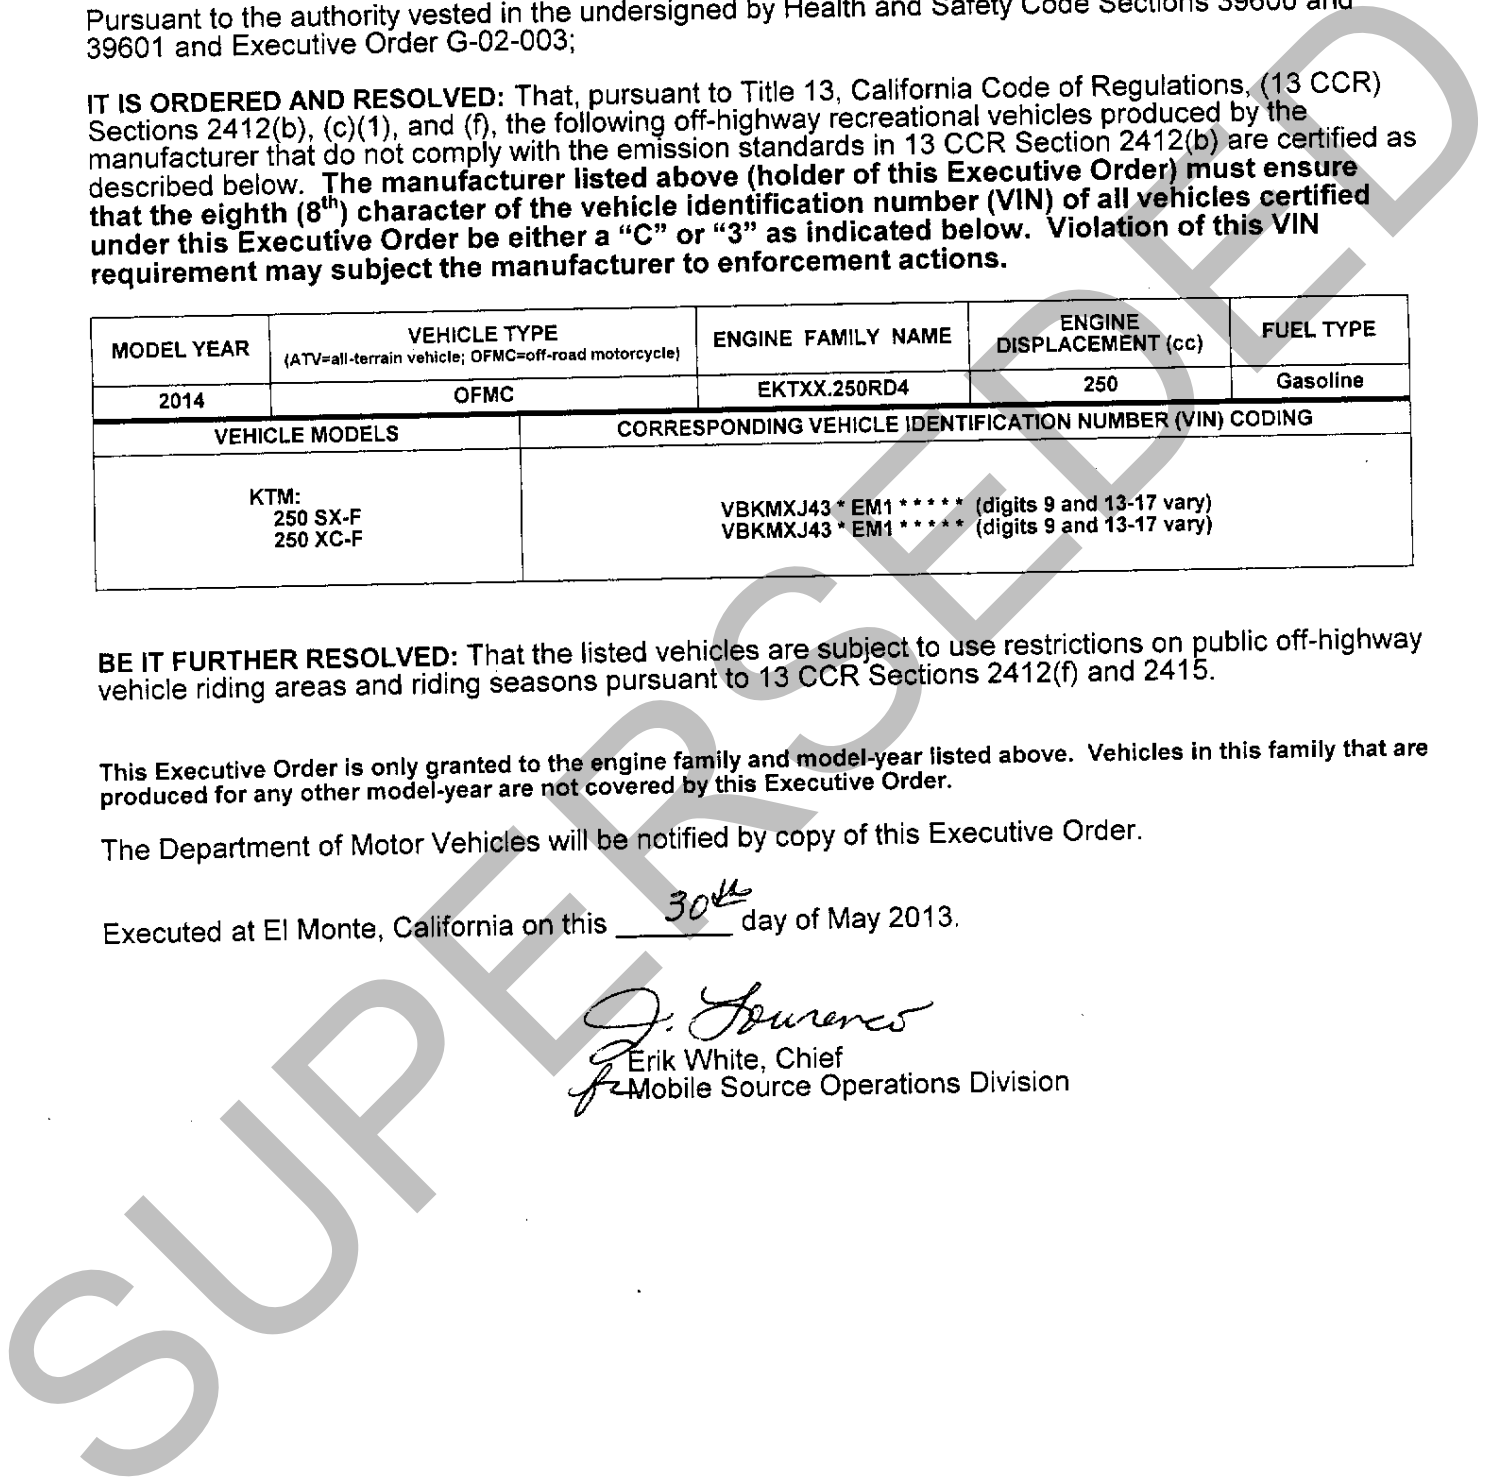 Pursuant to the authority vested in the undersigned by Health and Safety Code Sections 39600 and
39601 and Executive Order G-02-003;
IT IS ORDERED AND RESOLVED: That, pursuant to Title 13, California Code of Regulations, (13 CCR)
Sections 2412(b), (c)(1), and (f), the following off-highway recreational vehicles produced by the
manufacturer that do not comply with the emission standards in 13 CCR Section 2412(b) are certified as
described below. The manufacturer listed above (holder of this Executive Order) must ensure
that the eighth (8th) character of the vehicle identification number (VIN) of all vehicles certified
under this Executive Order be either a “C” or “3” as indicated below. Violation of this VIN
requirement may subject the manufacturer to enforcement actions.
MODEL YEAR VEHICLE TYPE (ATV=all-terrain vehicle; OFMC=off-road motorcycle) ENGINE FAMILY NAME ENGINE DISPLACEMENT (cc) FUEL TYPE
2014 OFMC EKTXX.250RD4 250 Gasoline
VEHICLE MODELS CORRESPONDING VEHICLE IDENTIFICATION NUMBER (VIN) CODING
KTM:
250 SX-F VBKMXJ43 * EM1 * * * * * (digits 9 and 13-17 vary)
250 XC-F VBKMXJ43 * EM1 * * * * * (digits 9 and 13-17 vary)
BE IT FURTHER RESOLVED: That the listed vehicles are subject to use restrictions on public off-highway
vehicle riding areas and riding seasons pursuant to 13 CCR Sections 2412(f) and 2415.
This Executive Order is only granted to the engine family and model-year listed above. Vehicles in this family that are
produced for any other model-year are not covered by this Executive Order.
The Department of Motor Vehicles will be notified by copy of this Executive Order.
Executed at El Monte, California on this 30th day of May 2013.
J. Lourenco
Erik White, Chief
Mobile Source Operations Division
SUPERSEDED